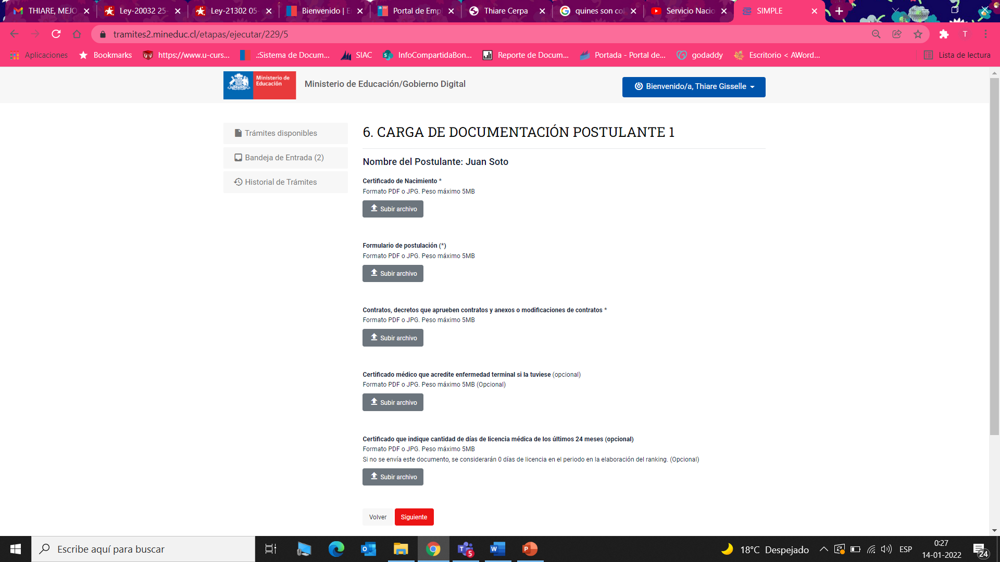 THIARE, MEJO
Ley-20032 25-
Ley-21302 05-
Bienvenido | E
Portal de Emp
Thiare Cerpa
quines son col
Servicio Nacio
SIMPLE
tramites2.mineduc.cl/etapas/ejecutar/229/5
T
Aplicaciones
Bookmarks
https://www.u-curs...
.:Sistema de Docum...
SIAC
InfoCompartidaBon...
Reporte de Docum...
Portada - Portal de...
godaddy
Escritorio < AWord...
Lista de lectura
Ministerio de
Educación
Ministerio de Educación/Gobierno Digital
Bienvenido/a, Thiare Gisselle
Trámites disponibles
Bandeja de Entrada (2)
Historial de Trámites
6. CARGA DE DOCUMENTACIÓN POSTULANTE 1
Nombre del Postulante: Juan Soto
Certificado de Nacimiento *
Formato PDF o JPG. Peso máximo 5MB
Subir archivo
Formulario de postulación (*)
Formato PDF o JPG. Peso máximo 5MB
Subir archivo
Contratos, decretos que aprueben contratos y anexos o modificaciones de contratos *
Formato PDF o JPG. Peso máximo 5MB
Subir archivo
Certificado médico que acredite enfermedad terminal si la tuviese (opcional)
Formato PDF o JPG. Peso máximo 5MB (Opcional)
Subir archivo
Certificado que indique cantidad de días de licencia médica de los últimos 24 meses (opcional)
Formato PDF o JPG. Peso máximo 5MB
Si no se envía este documento, se considerarán 0 días de licencia en el periodo en la elaboración del ranking. (Opcional)
Subir archivo
Volver
Siguiente
Escribe aquí para buscar
5
18°C Despejado
ESP
0:27
14-01-2022
24